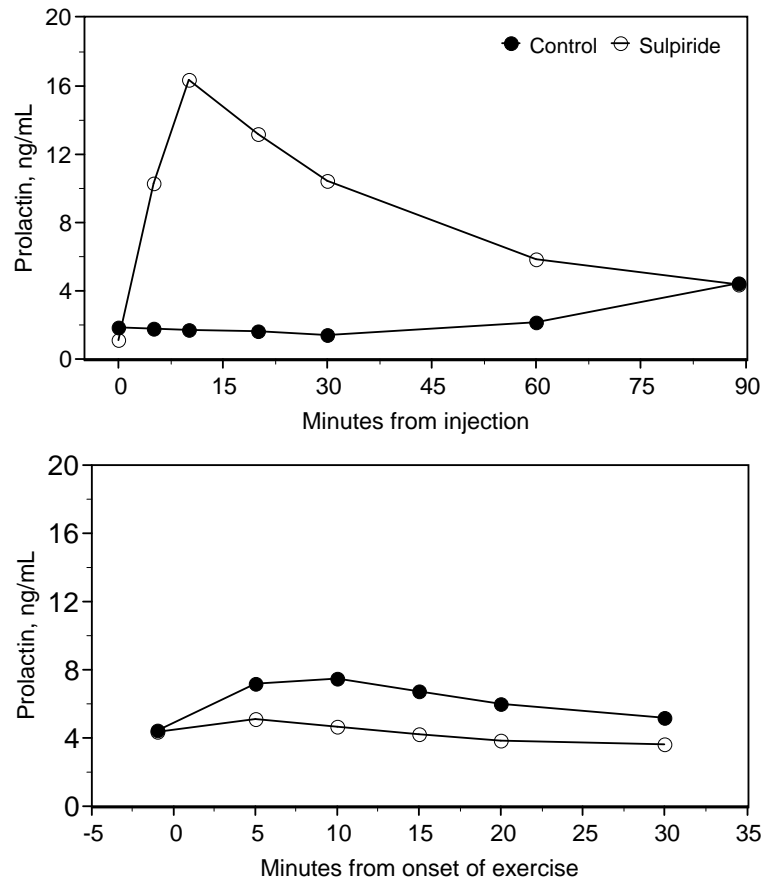 20
● Control ○ Sulpiride
16
12
8
4
0
Prolactin, ng/mL
0 15 30 45 60 75 90
Minutes from injection
20
16
12
8
4
0
Prolactin, ng/mL
-5 0 5 10 15 20 25 30 35
Minutes from onset of exercise